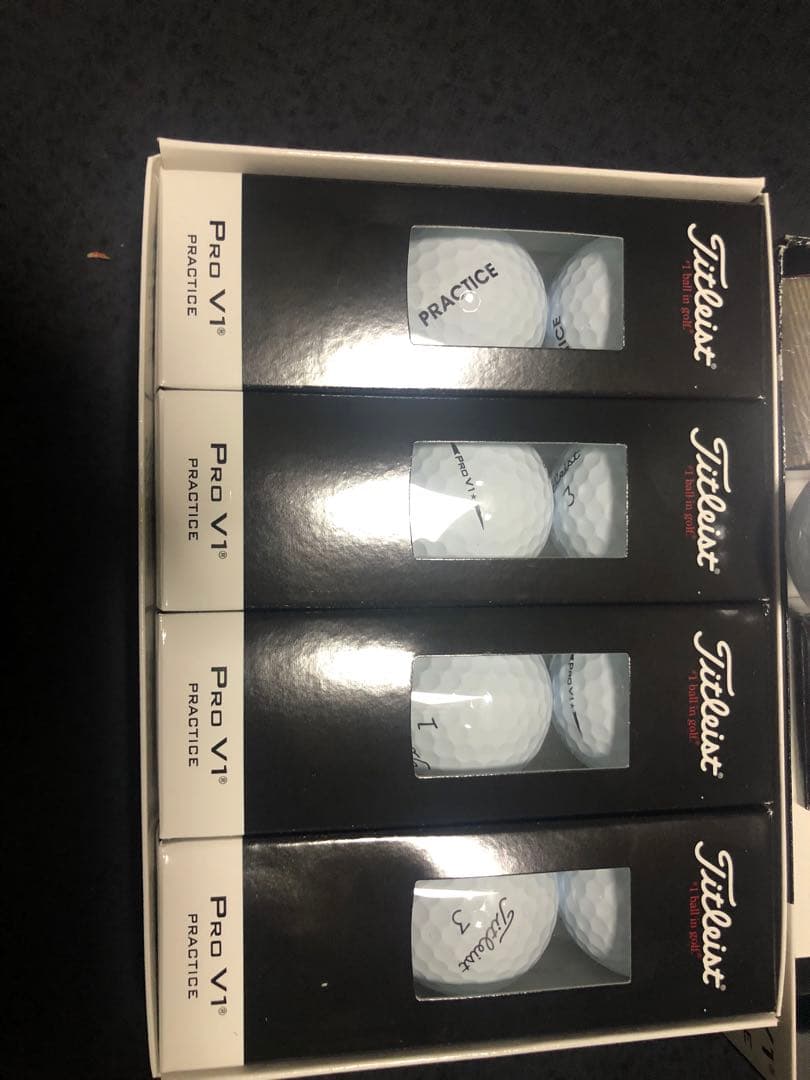 Titleist®
#1 ball in golf.®
PRACTICE
PRO V1®
PRACTICE
Titleist®
#1 ball in golf.®
PRO V1
3
PRO V1®
PRACTICE
Titleist®
#1 ball in golf.®
1
PRO V1
PRO V1®
PRACTICE
Titleist®
#1 ball in golf.®
Titleist
3
PRO V1®
PRACTICE